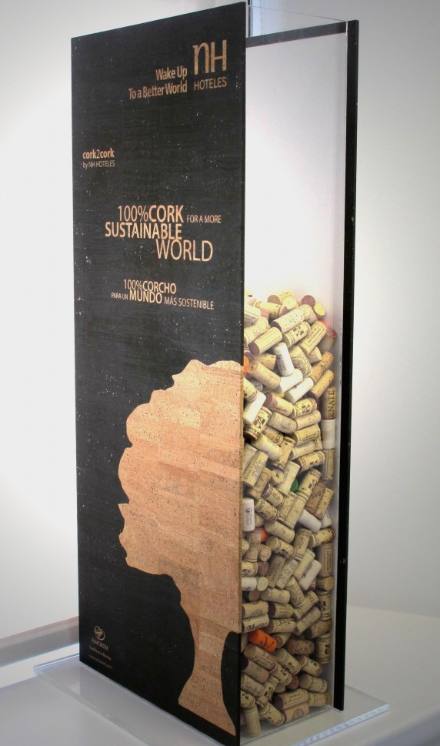 nH
HOTELES
Wake Up
To a Better World
cork2cork
by NH HOTELES
100%CORK FOR A MORE
SUSTAINABLE
WORLD
100%CORCHO
PARA UN MUNDO MÁS SOSTENIBLE